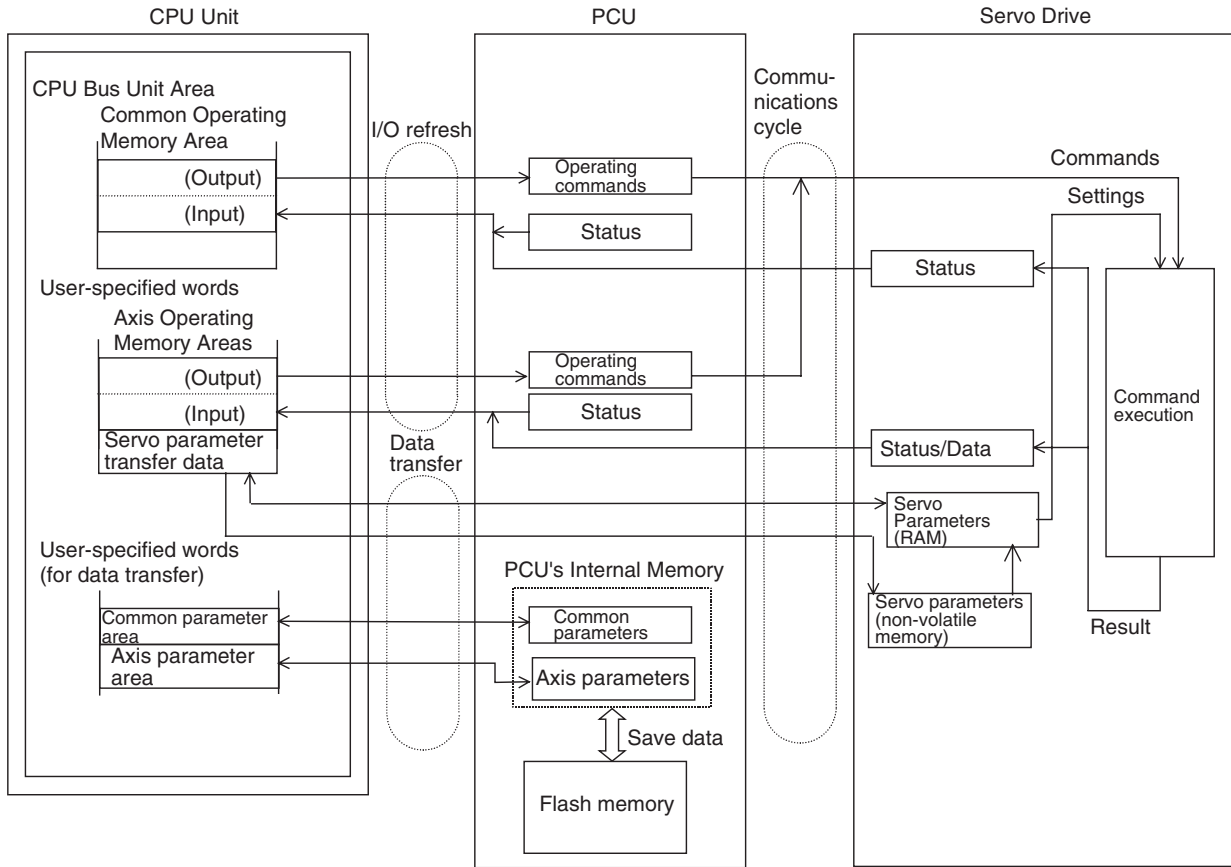 CPU Unit
PCU
Servo Drive
CPU Bus Unit Area
Common Operating
Memory Area
(Output)
(Input)
User-specified words
Axis Operating
Memory Areas
(Output)
(Input)
Servo parameter
transfer data
User-specified words
(for data transfer)
Common parameter
area
Axis parameter
area
I/O refresh
Data
transfer
Operating
commands
Status
Operating
commands
Status
PCU's Internal Memory
Common
parameters
Axis parameters
Save data
Flash memory
Commu-
nications
cycle
Commands
Settings
Status
Status/Data
Servo
Parameters
(RAM)
Servo parameters
(non-volatile
memory)
Command
execution
Result